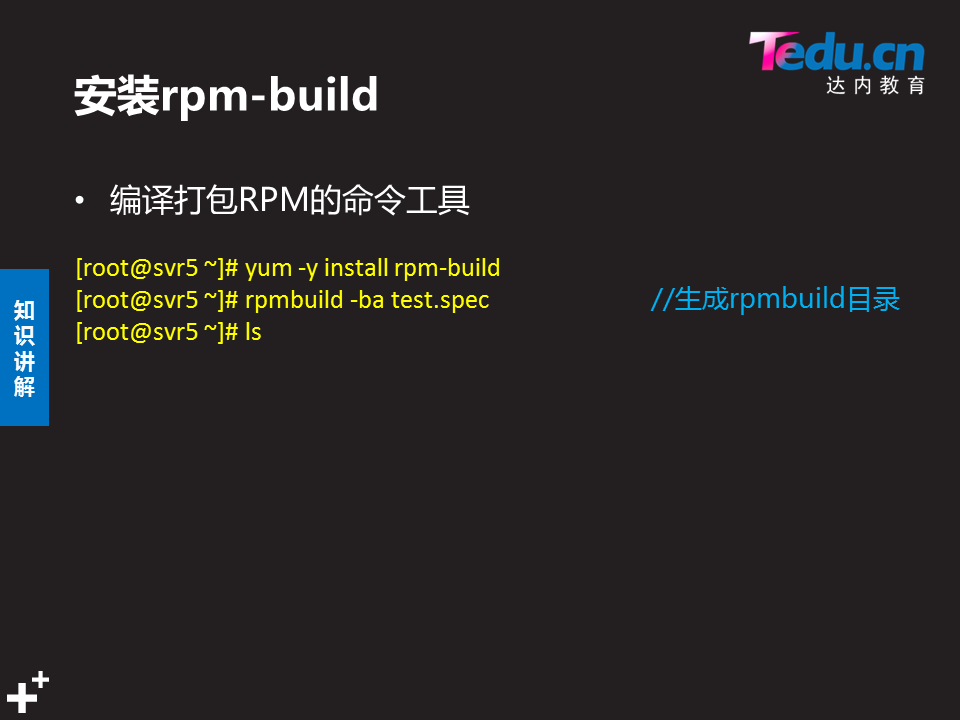 Tedu.cn
达内教育
安装rpm-build
• 编译打包RPM的命令工具
[root@svr5 ~]# yum -y install rpm-build
[root@svr5 ~]# rpmbuild -ba test.spec //生成rpmbuild目录
[root@svr5 ~]# ls
知
识
讲
解